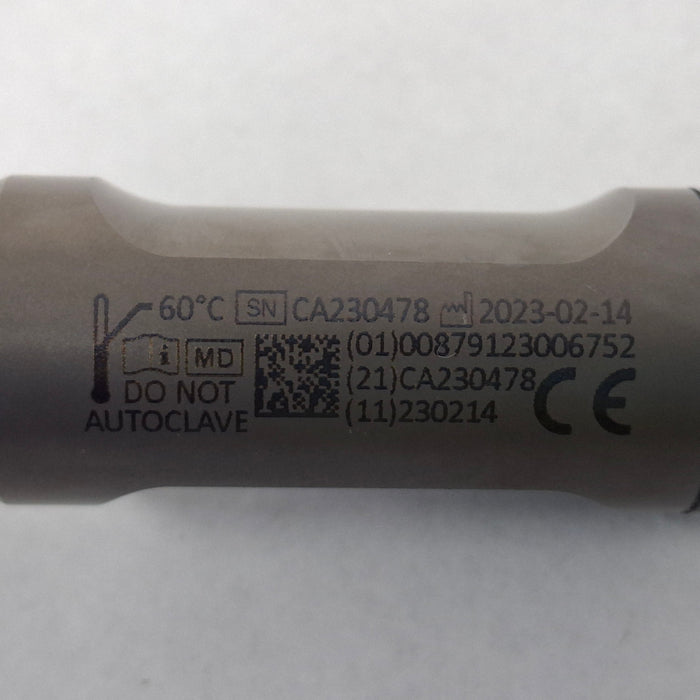 60°C SN CA230478 2023-02-14
i MD (01)00879123006752
DO NOT (21)CA230478
AUTOCLAVE (11)230214 CE